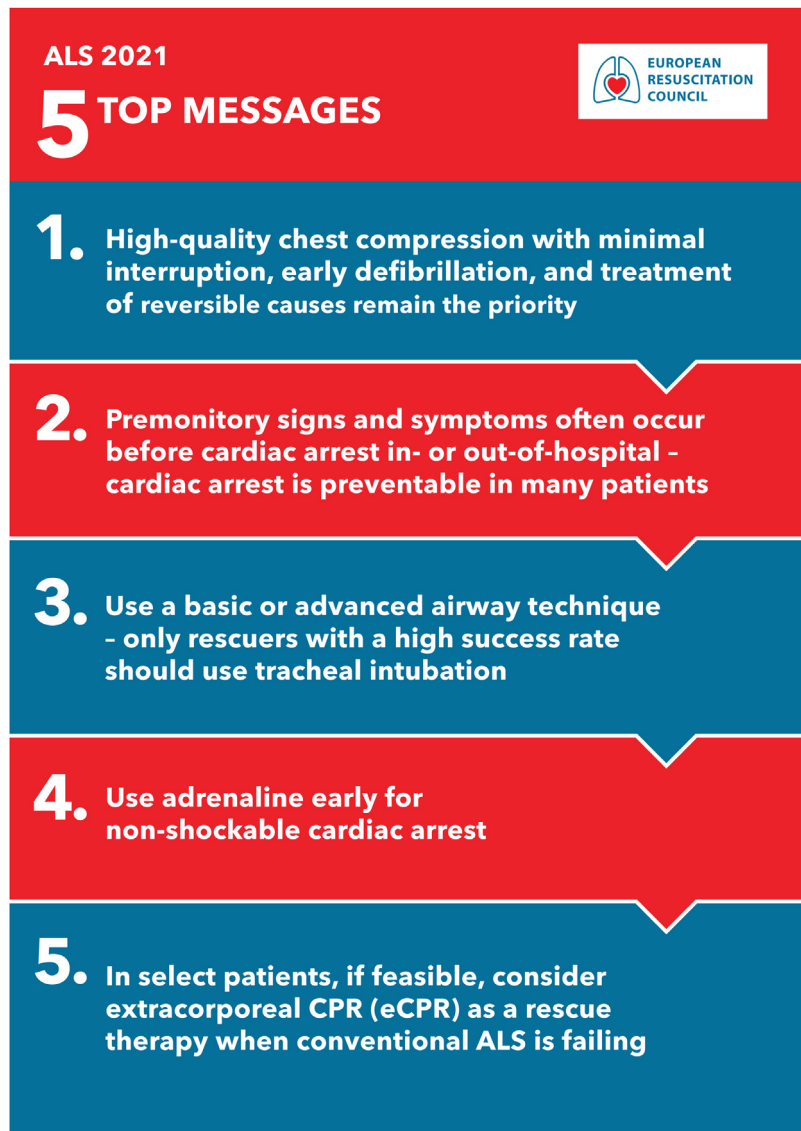 ALS 2021
5 TOP MESSAGES
EUROPEAN
RESUSCITATION
COUNCIL
1. High-quality chest compression with minimal
interruption, early defibrillation, and treatment
of reversible causes remain the priority
2. Premonitory signs and symptoms often occur
before cardiac arrest in- or out-of-hospital –
cardiac arrest is preventable in many patients
3. Use a basic or advanced airway technique
– only rescuers with a high success rate
should use tracheal intubation
4. Use adrenaline early for
non-shockable cardiac arrest
5. In select patients, if feasible, consider
extracorporeal CPR (eCPR) as a rescue
therapy when conventional ALS is failing